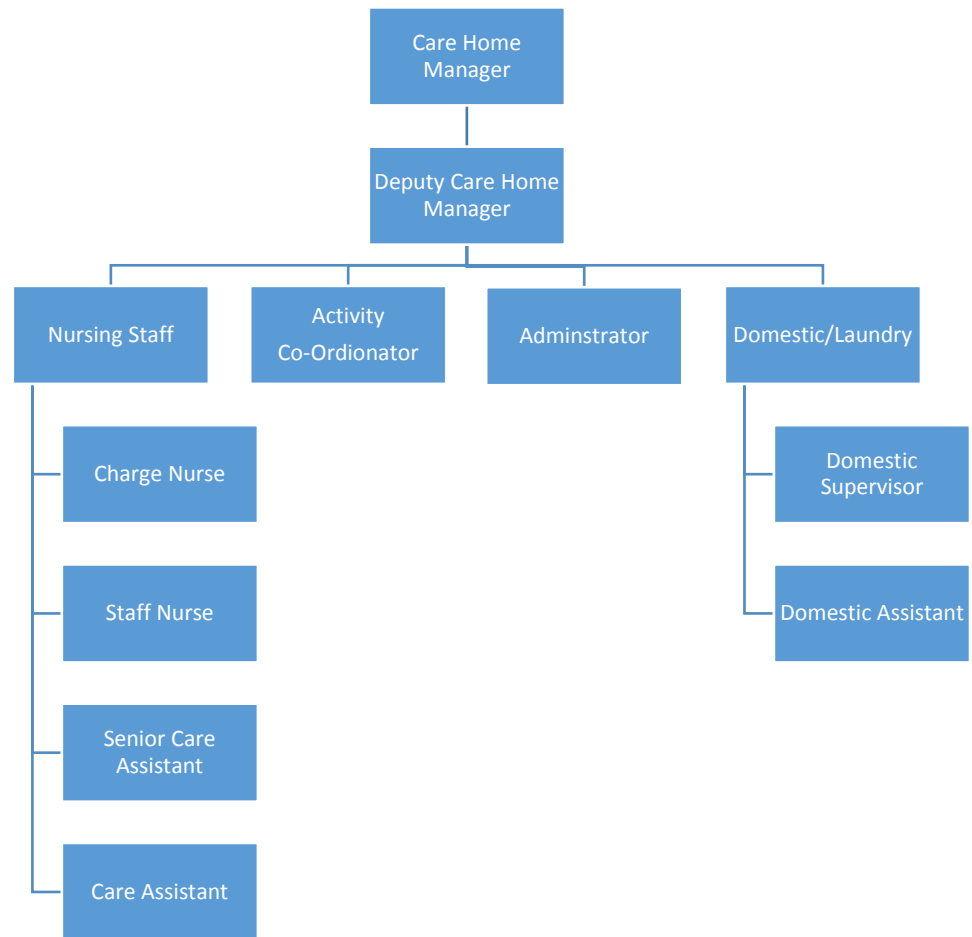 Care Home
Manager
Deputy Care Home
Manager
Nursing Staff
Activity
Co-Ordionator
Adminstrator
Domestic/Laundry
Charge Nurse
Domestic
Supervisor
Staff Nurse
Domestic Assistant
Senior Care
Assistant
Care Assistant